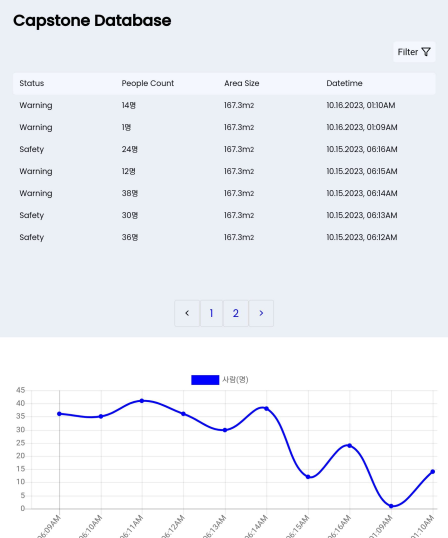 Capstone Database
Filter
Status People Count Area Size Datetime
Warning 14명 167.3m2 10.16.2023, 01:10AM
Warning 1명 167.3m2 10.16.2023, 01:09AM
Safety 24명 167.3m2 10.15.2023, 06:16AM
Warning 12명 167.3m2 10.15.2023, 06:15AM
Warning 38명 167.3m2 10.15.2023, 06:14AM
Safety 30명 167.3m2 10.15.2023, 06:13AM
Safety 36명 167.3m2 10.15.2023, 06:12AM
< 1 2 >
사람(명)
45
40
35
30
25
20
15
10
5
0
06:09AM 06:10AM 06:11AM 06:12AM 06:13AM 06:14AM 06:15AM 06:16AM 01:09AM 01:10AM